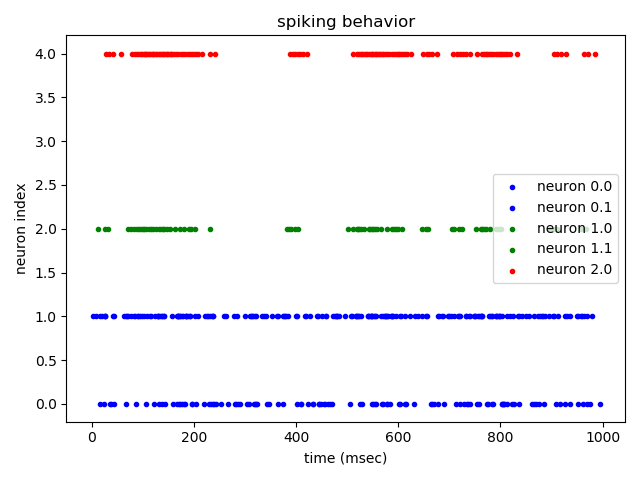 spiking behavior
neuron index
4.0
3.5
3.0
2.5
2.0
1.5
1.0
0.5
0.0
neuron 0.0
neuron 0.1
neuron 1.0
neuron 1.1
neuron 2.0
0 200 400 600 800 1000
time (msec)